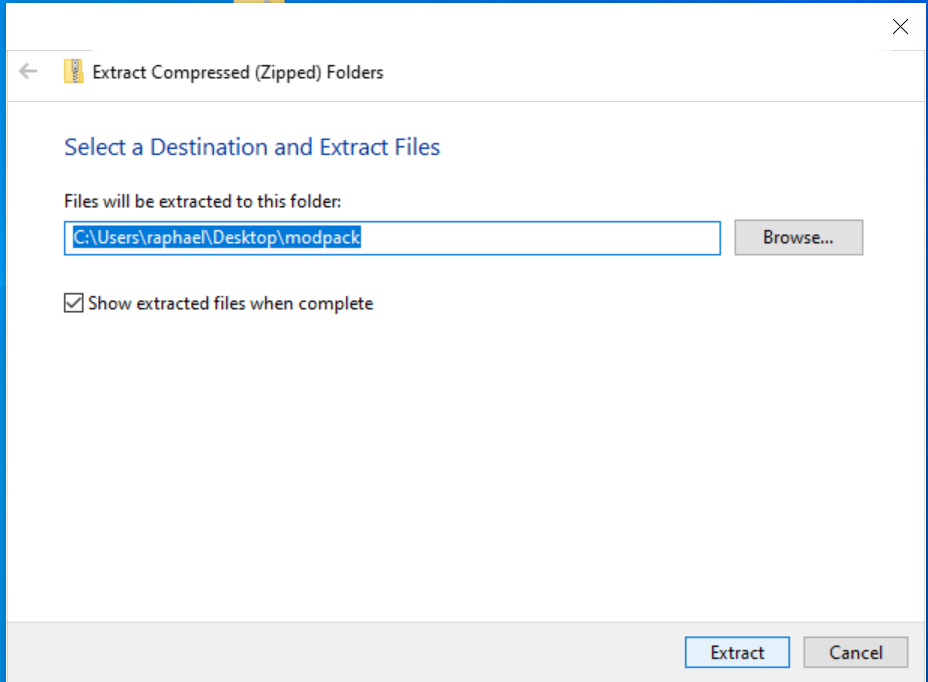 Extract Compressed (Zipped) Folders
Select a Destination and Extract Files
Files will be extracted to this folder:
C:\Users\raphael\Desktop\modpack
Browse...
Show extracted files when complete
Extract
Cancel